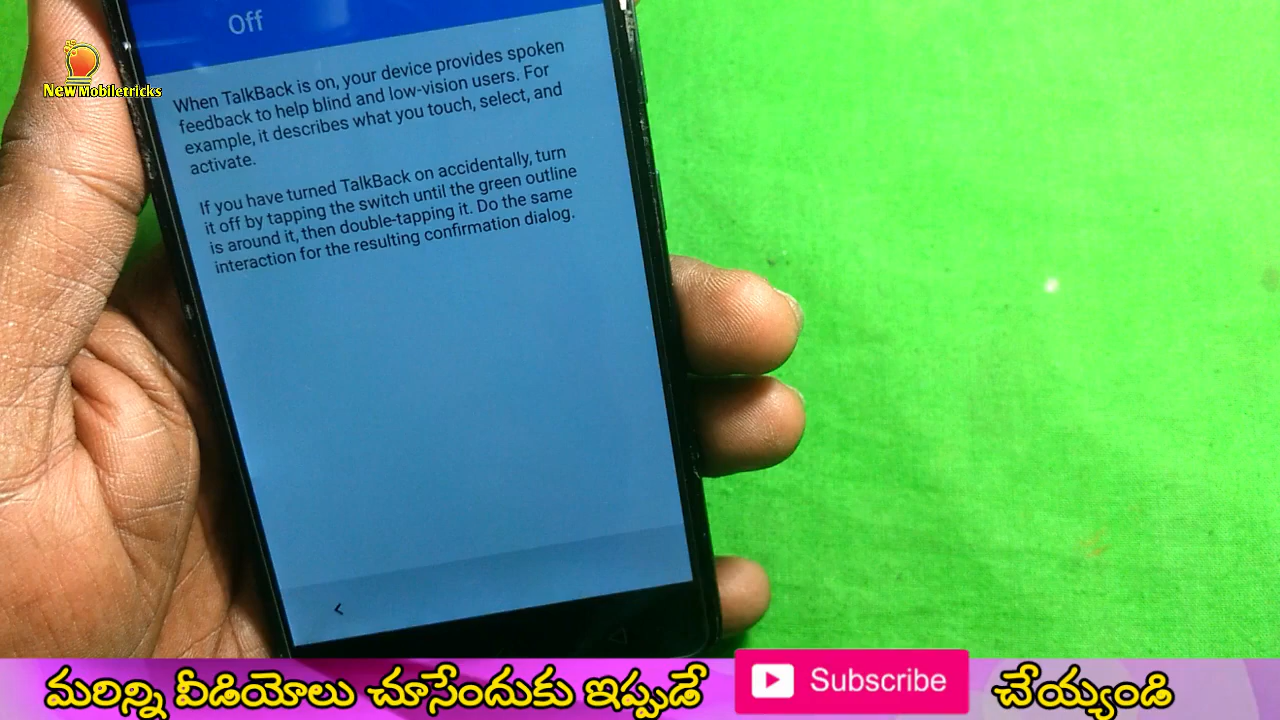 Off
NewMobiletricks
When TalkBack is on, your device provides spoken
feedback to help blind and low-vision users. For
example, it describes what you touch, select, and
activate.
If you have turned TalkBack on accidentally, turn
it off by tapping the switch until the green outline
is around it, then double-tapping it. Do the same
interaction for the resulting confirmation dialog.
మరిన్ని వీడియోలు చూసేందుకు ఇప్పుడే Subscribe చేయ్యండి